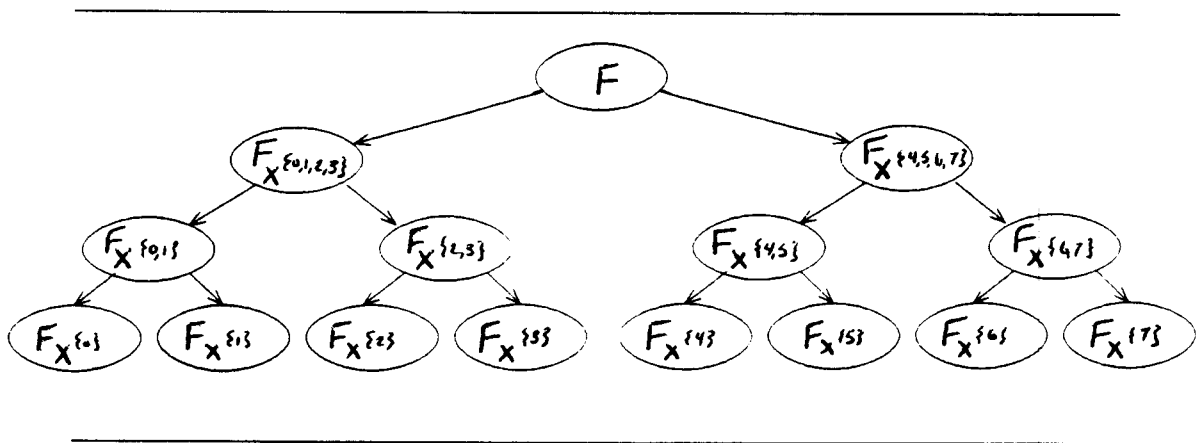 F
F_X^{0,1,2,3} F_X^{4,5,6,7}
F_X^{0,1} F_X^{2,3} F_X^{4,5} F_X^{6,7}
F_X^{0} F_X^{1} F_X^{2} F_X^{3} F_X^{4} F_X^{5} F_X^{6} F_X^{7}